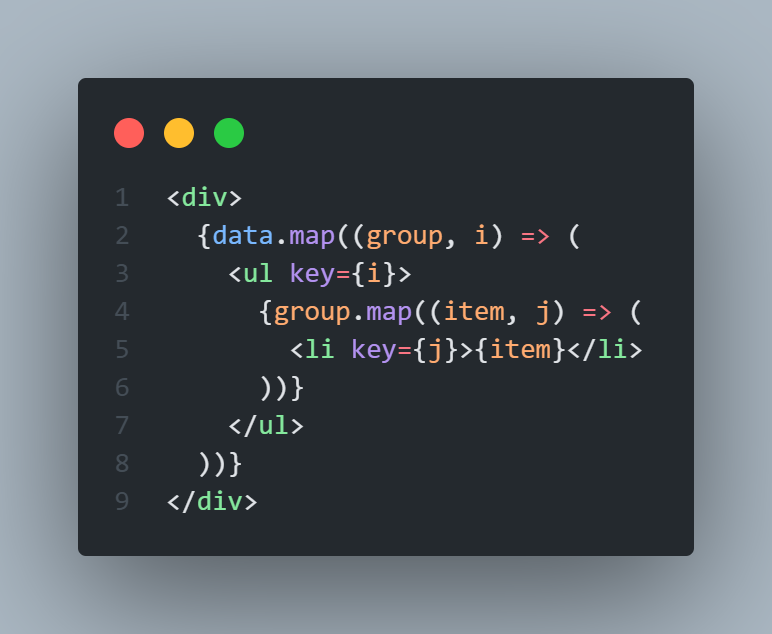 1 <div>
2   {data.map((group, i) => (
3     <ul key={i}>
4       {group.map((item, j) => (
5         <li key={j}>{item}</li>
6       ))}
7     </ul>
8   ))}
9 </div>